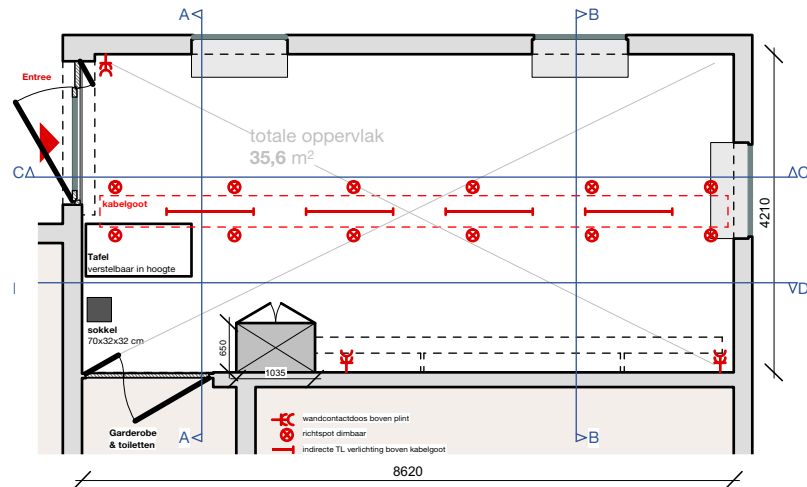 A
B
Entree
totale oppervlak
35,6 m²
C
C
kabelgoot
4210
Tafel
verstelbaar in hoogte
D
sokkel
70x32x32 cm
650
1035
Garderobe
& toiletten
wandcontactdoos boven plint
richtspot dimbaar
indirecte TL verlichting boven kabelgoot
A
B
8620